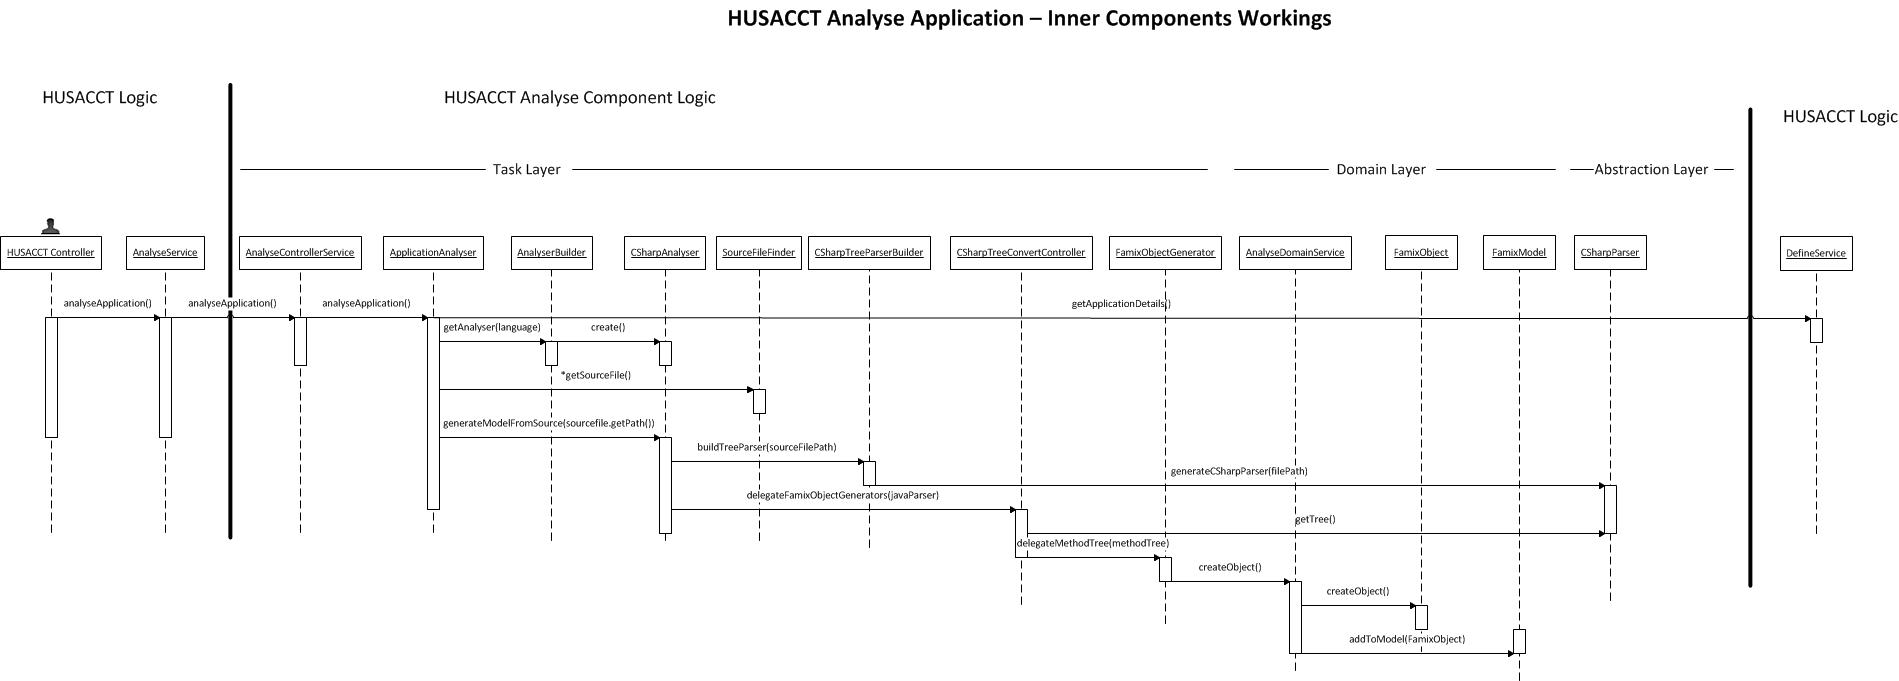 HUSACCT Analyse Application – Inner Components Workings
HUSACCT Logic
HUSACCT Analyse Component Logic
HUSACCT Logic
Task Layer
Domain Layer
Abstraction Layer
HUSACCT Controller
AnalyseService
AnalyseControllerService
ApplicationAnalyser
AnalyserBuilder
CSharpAnalyser
SourceFileFinder
CSharpTreeParserBuilder
CSharpTreeConvertController
FamixObjectGenerator
AnalyseDomainService
FamixObject
FamixModel
CSharpParser
DefineService
analyseApplication()
analyseApplication()
analyseApplication()
getApplicationDetails()
getAnalyser(language)
create()
*getSourceFile()
generateModelFromSource(sourcefile.getPath())
buildTreeParser(sourceFilePath)
generateCSharpParser(filePath)
delegateFamixObjectGenerators(javaParser)
getTree()
delegateMethodTree(methodTree)
createObject()
createObject()
addToModel(FamixObject)